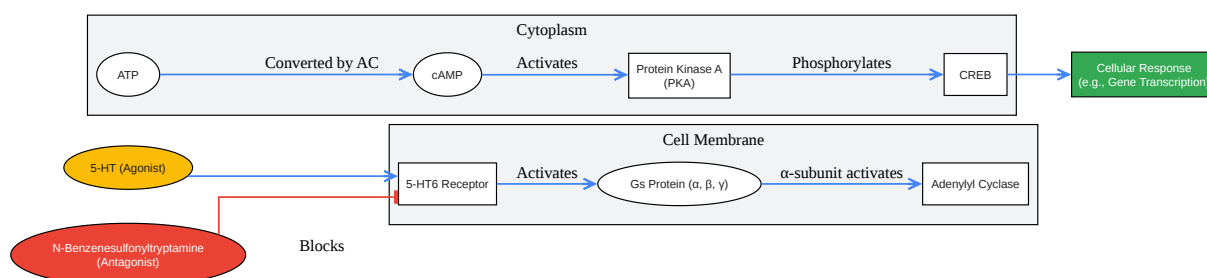 Cytoplasm
ATP
Converted by AC
cAMP
Activates
Protein Kinase A
(PKA)
Phosphorylates
CREB
Cellular Response
(e.g., Gene Transcription)
Cell Membrane
5-HT (Agonist)
5-HT6 Receptor
Activates
Gs Protein (α, β, γ)
α-subunit activates
Adenylyl Cyclase
N-Benzenesulfonyltryptamine
(Antagonist)
Blocks